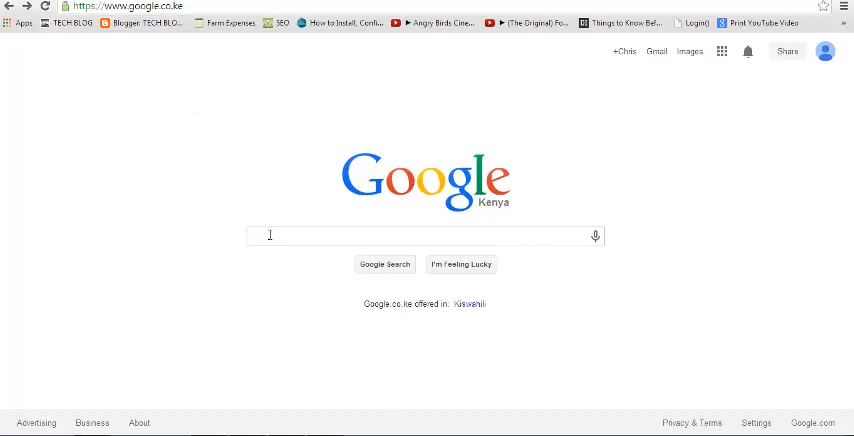 https://www.google.co.ke
Apps TECH BLOG Blogger: TECH BLO... Farm Expenses SEO How to Install, Confi... ▶ Angry Birds Cine... ▶ (The Original) Fo... Things to Know Bef... Login() Print YouTube Video »
+Chris Gmail Images Share
Google
Kenya
Google Search I'm Feeling Lucky
Google.co.ke offered in: Kiswahili
Advertising Business About Privacy & Terms Settings Google.com